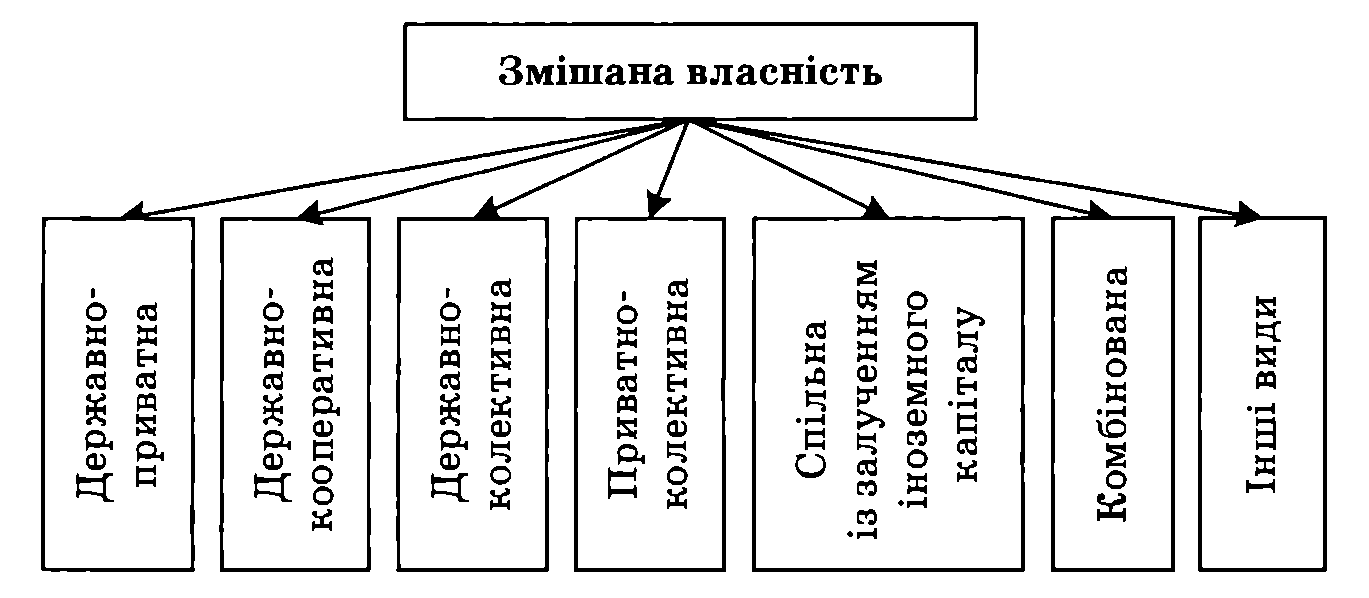 Змішана власність
Державно-
приватна
Державно-
кооперативна
Державно-
колективна
Приватно-
колективна
Спільна
із залученням
іноземного
капіталу
Комбінована
Інші види